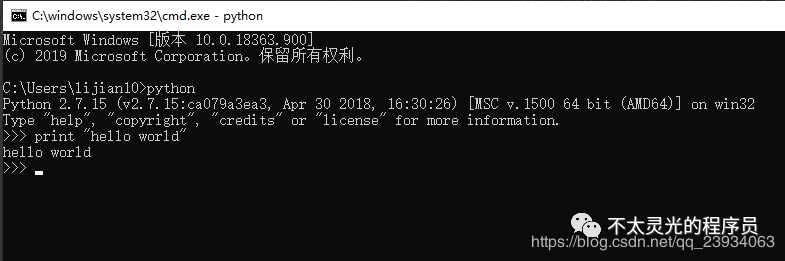 C:\windows\system32\cmd.exe - python
Microsoft Windows [版本 10.0.18363.900]
(c) 2019 Microsoft Corporation。保留所有权利。
C:\Users\lijian10>python
Python 2.7.15 (v2.7.15:ca079a3ea3, Apr 30 2018, 16:30:26) [MSC v.1500 64 bit (AMD64)] on win32
Type "help", "copyright", "credits" or "license" for more information.
>>> print "hello world"
hello world
>>>
不太灵光的程序员
https://blog.csdn.net/qq_23934063